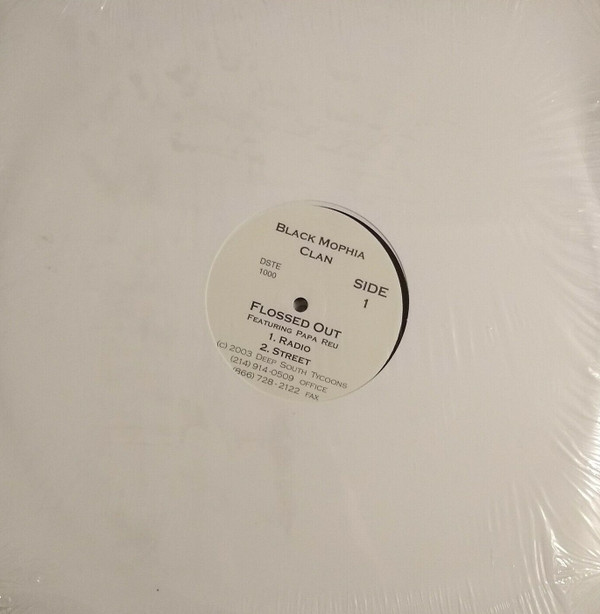 BLACK MOPHIA
CLAN
DSTE
1000
SIDE
1
FLOSSED OUT
FEATURING PAPA REU
1. RADIO
2. STREET
(c) 2003 DEEP SOUTH TYCOONS
(214) 914-0509 OFFICE
(866) 728-2122 FAX